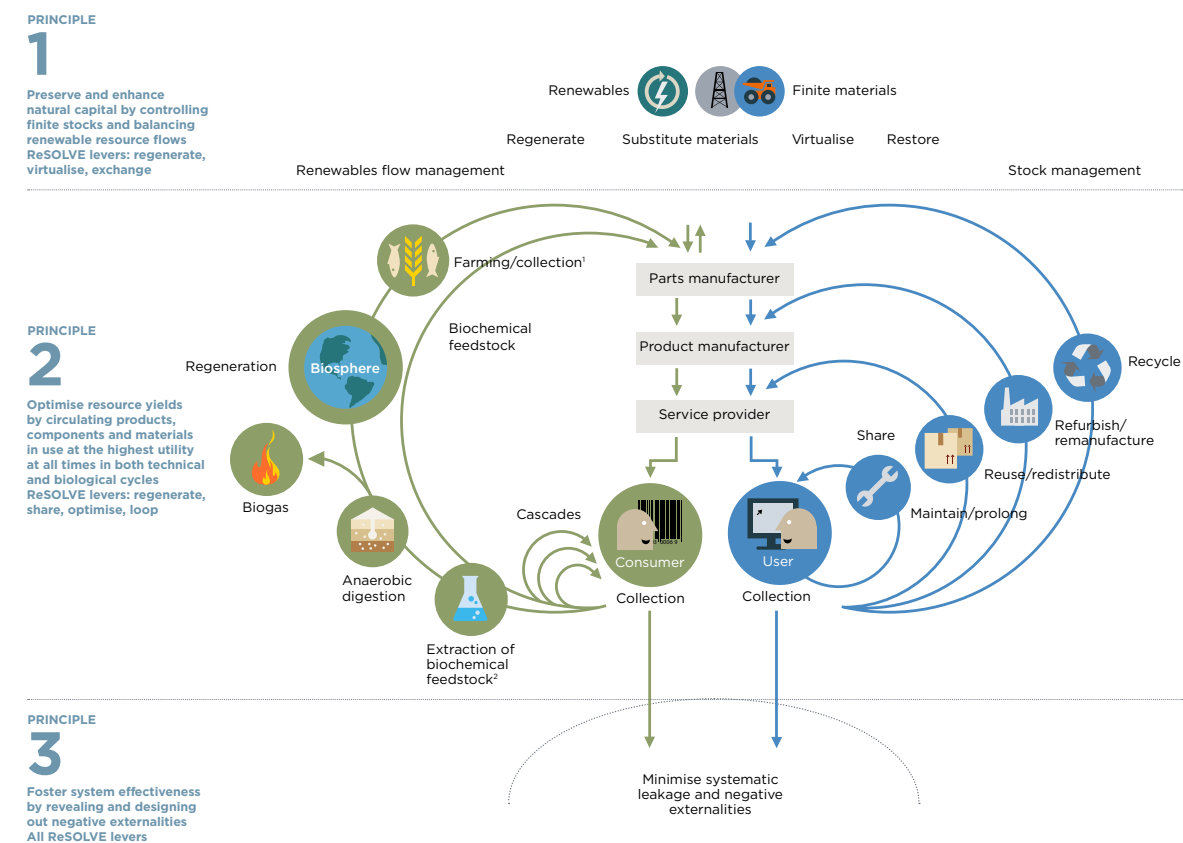 PRINCIPLE
1
Preserve and enhance
natural capital by controlling
finite stocks and balancing
renewable resource flows
ReSOLVE levers: regenerate,
virtualise, exchange
Renewables
Finite materials
Regenerate
Substitute materials
Virtualise
Restore
Renewables flow management
Stock management
PRINCIPLE
2
Optimise resource yields
by circulating products,
components and materials
in use at the highest utility
at all times in both technical
and biological cycles
ReSOLVE levers: regenerate,
share, optimise, loop
Farming/collection¹
Biochemical
feedstock
Regeneration
Biosphere
Biogas
Anaerobic
digestion
Extraction of
biochemical
feedstock²
Cascades
Parts manufacturer
Product manufacturer
Service provider
Consumer
Collection
User
Collection
Share
Maintain/prolong
Reuse/redistribute
Refurbish/
remanufacture
Recycle
PRINCIPLE
3
Foster system effectiveness
by revealing and designing
out negative externalities
All ReSOLVE levers
Minimise systematic
leakage and negative
externalities